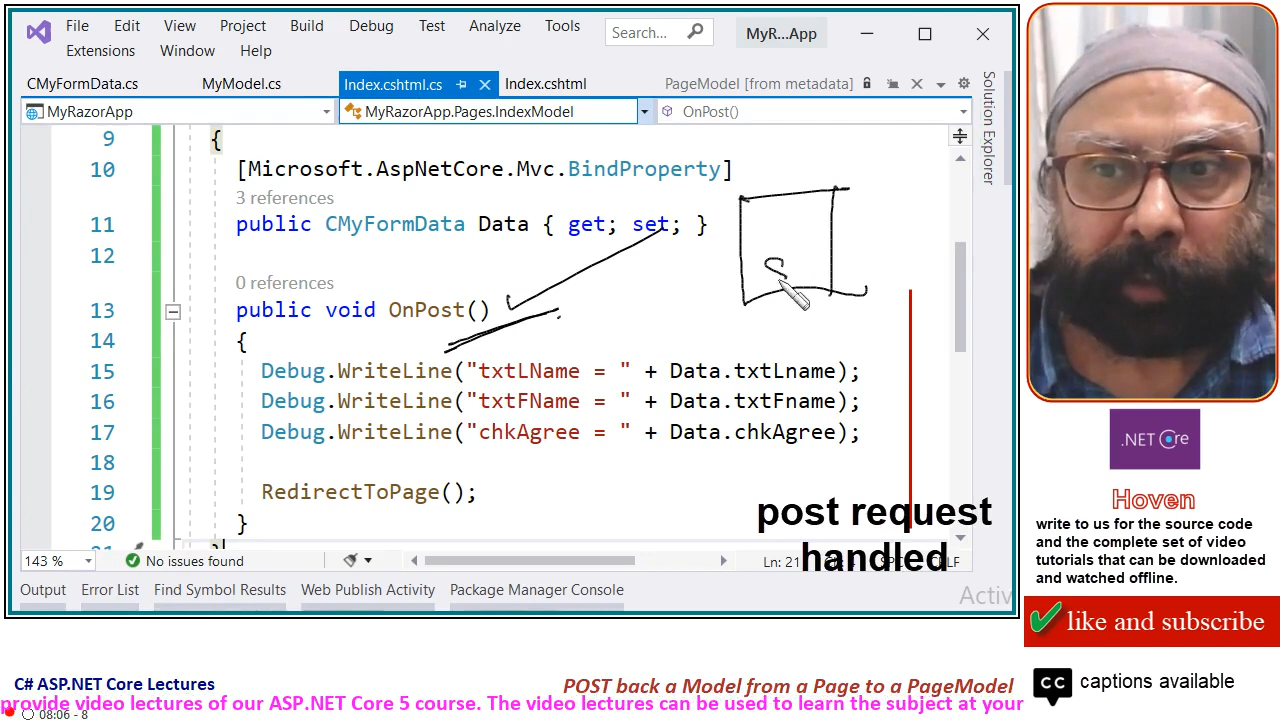 File Edit View Project Build Debug Test Analyze Tools
Search...
MyR...App
Extensions Window Help
CMyFormData.cs MyModel.cs Index.cshtml.cs Index.cshtml PageModel [from metadata]
MyRazorApp MyRazorApp.Pages.IndexModel OnPost()
Solution Explorer
9 {
10 [Microsoft.AspNetCore.Mvc.BindProperty]
3 references
11 public CMyFormData Data { get; set; }
12
0 references
13 public void OnPost()
14 {
15 Debug.WriteLine("txtLName = " + Data.txtLname);
16 Debug.WriteLine("txtFName = " + Data.txtFname);
17 Debug.WriteLine("chkAgree = " + Data.chkAgree);
18
19 RedirectToPage();
20 }
S
post request
handled
143 % No issues found Ln: 21
Output Error List Find Symbol Results Web Publish Activity Package Manager Console
Activ
.NET Core
Hoven
write to us for the source code
and the complete set of video
tutorials that can be downloaded
and watched offline.
like and subscribe
CC captions available
C# ASP.NET Core Lectures
POST back a Model from a Page to a PageModel
provide video lectures of our ASP.NET Core 5 course. The video lectures can be used to learn the subject at your
08:06 - 8